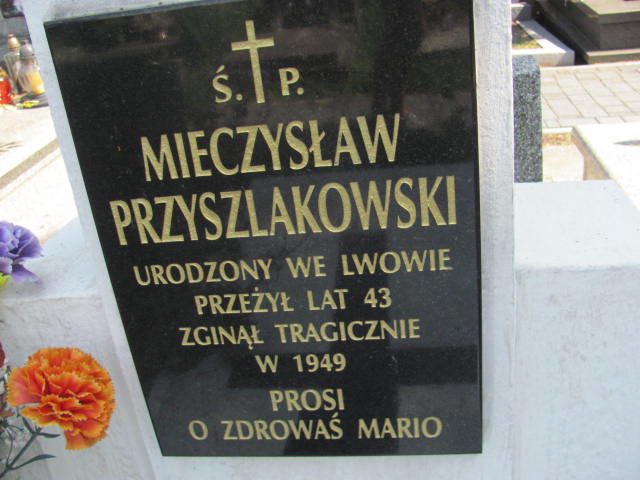 Ś. P.
MIECZYSŁAW
PRZYSZLAKOWSKI
URODZONY WE LWOWIE
PRZEŻYŁ LAT 43
ZGINĄŁ TRAGICZNIE
W 1949
PROSI
O ZDROWAŚ MARIO